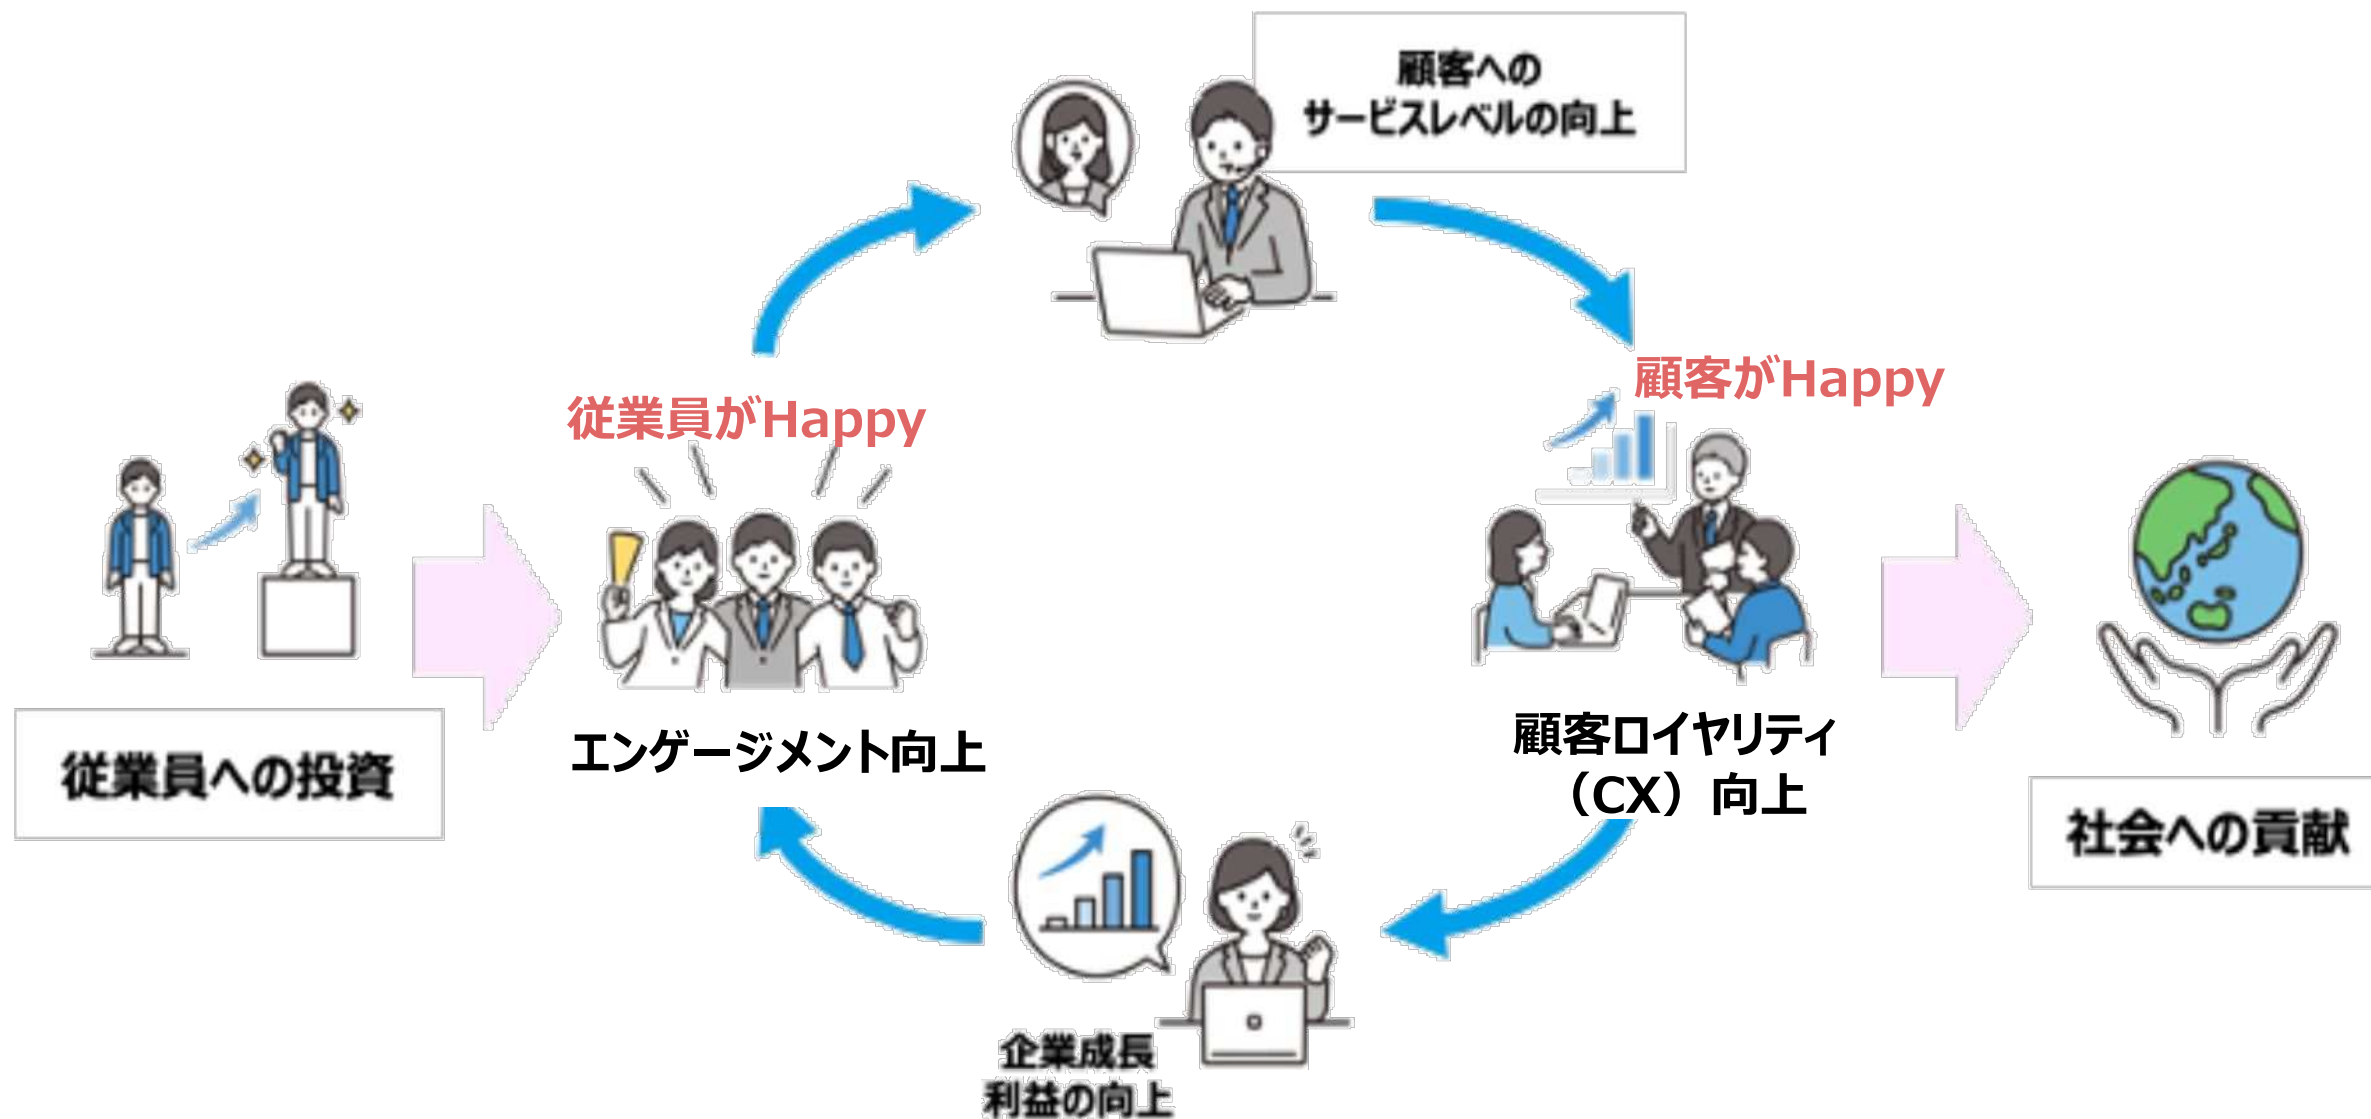 顧客への
サービスレベルの向上
顧客がHappy
従業員がHappy
エンゲージメント向上
顧客ロイヤリティ
（CX）向上
従業員への投資
社会への貢献
企業成長
利益の向上